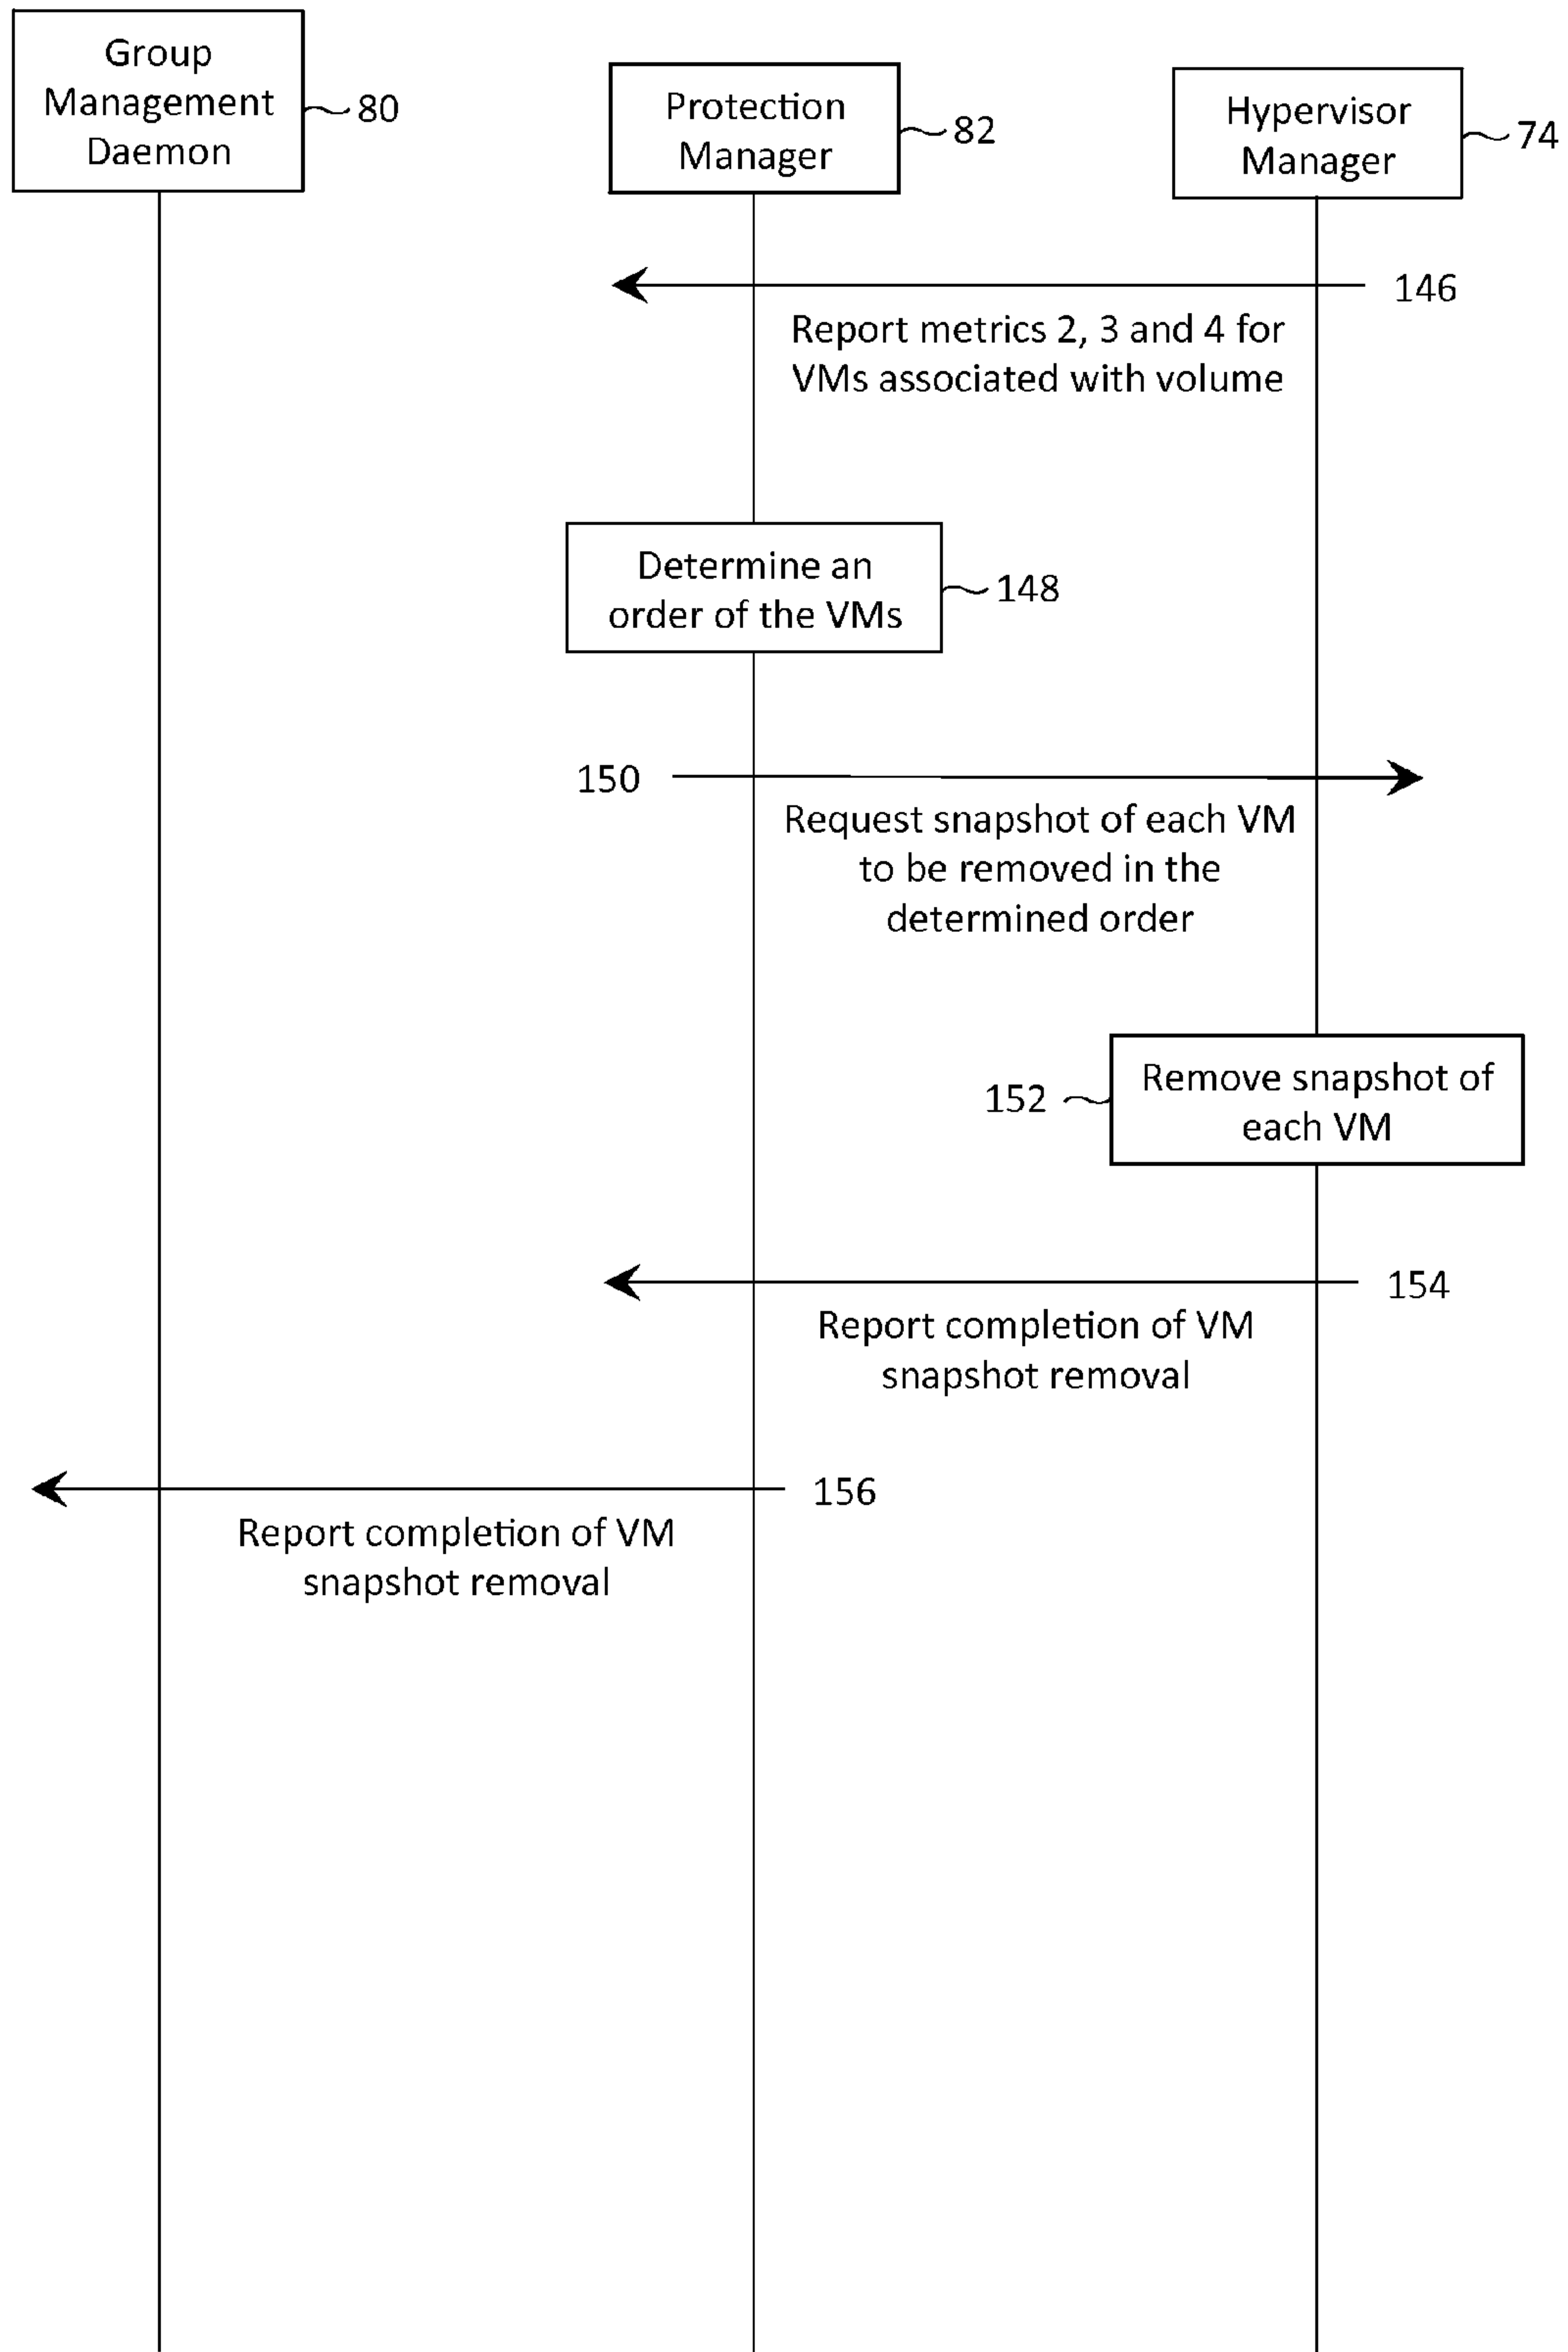 Group
Management
Daemon
80
Protection
Manager
82
Hypervisor
Manager
74
146
Report metrics 2, 3 and 4 for
VMs associated with volume
Determine an
order of the VMs
148
150
Request snapshot of each VM
to be removed in the
determined order
152
Remove snapshot of
each VM
154
Report completion of VM
snapshot removal
156
Report completion of VM
snapshot removal